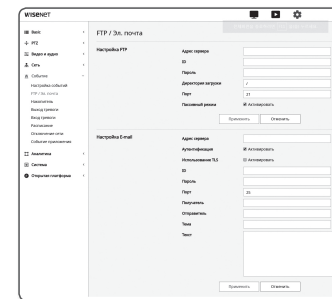 WISENET
Basic
PTZ
Видео и аудио
Сеть
Событие
Настройка событий
FTP / Эл. почта
Накопитель
Выход тревоги
Вход тревоги
Расписание
Отключение сети
Событие приложения
Аналитика
Система
Открытая платформа
FTP / Эл. почта
Настройка FTP
Адрес сервера
ID
Пароль
Директория загрузки
/
Порт
21
Пассивный режим
Активировать
Применить
Отменить
Настройка E-mail
Адрес сервера
Аутентификация
Активировать
Использование TLS
Активировать
ID
Пароль
Порт
25
Получатель
Отправитель
Тема
Текст
Применить
Отменить